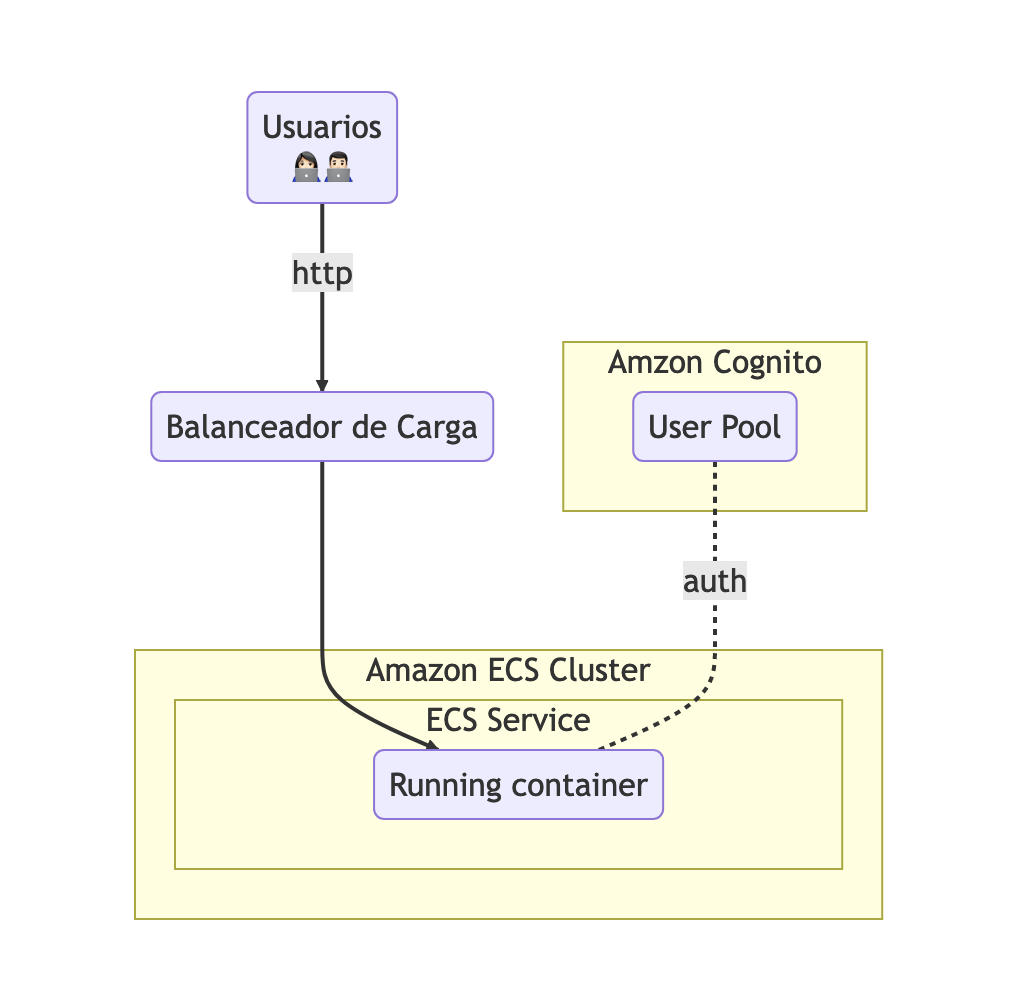 Usuarios
👩🏻‍💻👨🏻‍💻
http
Amzon Cognito
Balanceador de Carga
User Pool
auth
Amazon ECS Cluster
ECS Service
Running container